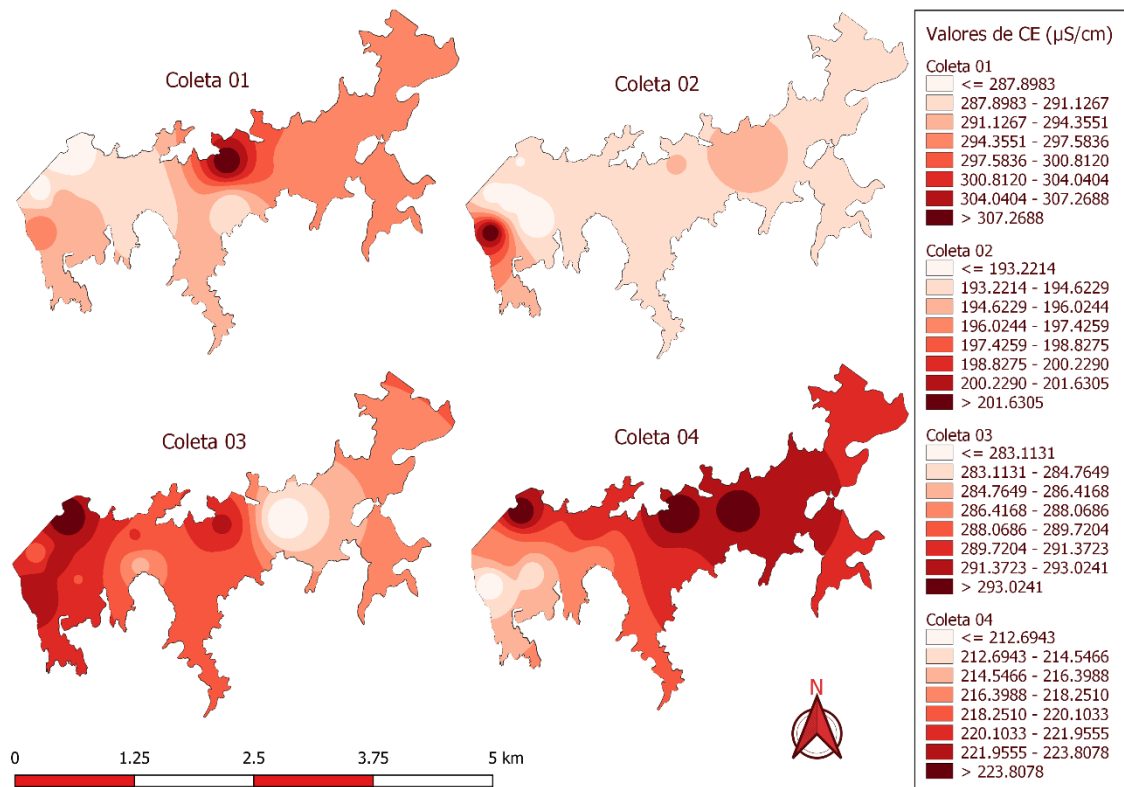 Coleta 01
Coleta 02
Coleta 03
Coleta 04
N
0 1.25 2.5 3.75 5 km
Valores de CE (µS/cm)
Coleta 01
<= 287.8983
287.8983 - 291.1267
291.1267 - 294.3551
294.3551 - 297.5836
297.5836 - 300.8120
300.8120 - 304.0404
304.0404 - 307.2688
> 307.2688
Coleta 02
<= 193.2214
193.2214 - 194.6229
194.6229 - 196.0244
196.0244 - 197.4259
197.4259 - 198.8275
198.8275 - 200.2290
200.2290 - 201.6305
> 201.6305
Coleta 03
<= 283.1131
283.1131 - 284.7649
284.7649 - 286.4168
286.4168 - 288.0686
288.0686 - 289.7204
289.7204 - 291.3723
291.3723 - 293.0241
> 293.0241
Coleta 04
<= 212.6943
212.6943 - 214.5466
214.5466 - 216.3988
216.3988 - 218.2510
218.2510 - 220.1033
220.1033 - 221.9555
221.9555 - 223.8078
> 223.8078